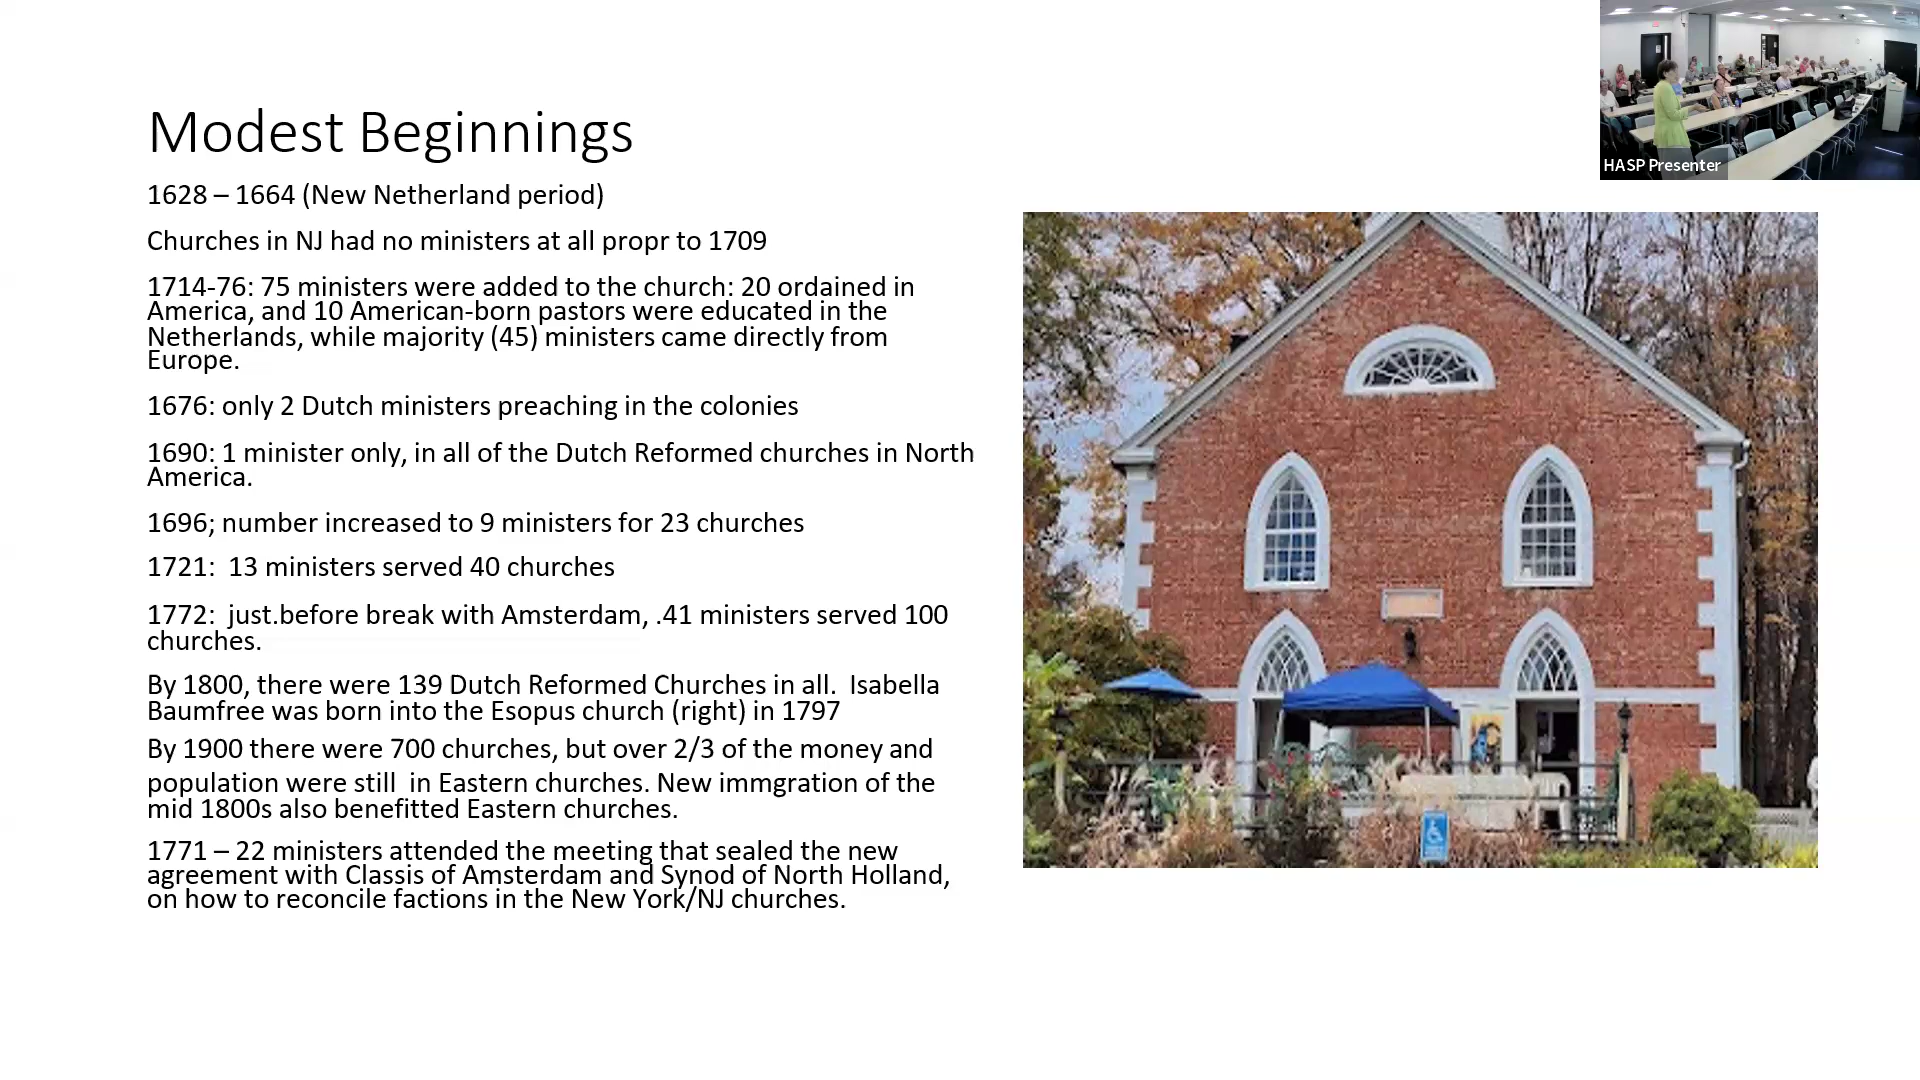 Modest Beginnings
1628 – 1664 (New Netherland period)
Churches in NJ had no ministers at all propr to 1709
1714-76: 75 ministers were added to the church: 20 ordained in
America, and 10 American-born pastors were educated in the
Netherlands, while majority (45) ministers came directly from
Europe.
1676: only 2 Dutch ministers preaching in the colonies
1690: 1 minister only, in all of the Dutch Reformed churches in North
America.
1696; number increased to 9 ministers for 23 churches
1721:  13 ministers served 40 churches
1772:  just.before break with Amsterdam, .41 ministers served 100
churches.
By 1800, there were 139 Dutch Reformed Churches in all.  Isabella
Baumfree was born into the Esopus church (right) in 1797
By 1900 there were 700 churches, but over 2/3 of the money and
population were still  in Eastern churches. New immgration of the
mid 1800s also benefitted Eastern churches.
1771 – 22 ministers attended the meeting that sealed the new
agreement with Classis of Amsterdam and Synod of North Holland,
on how to reconcile factions in the New York/NJ churches.
HASP Presenter